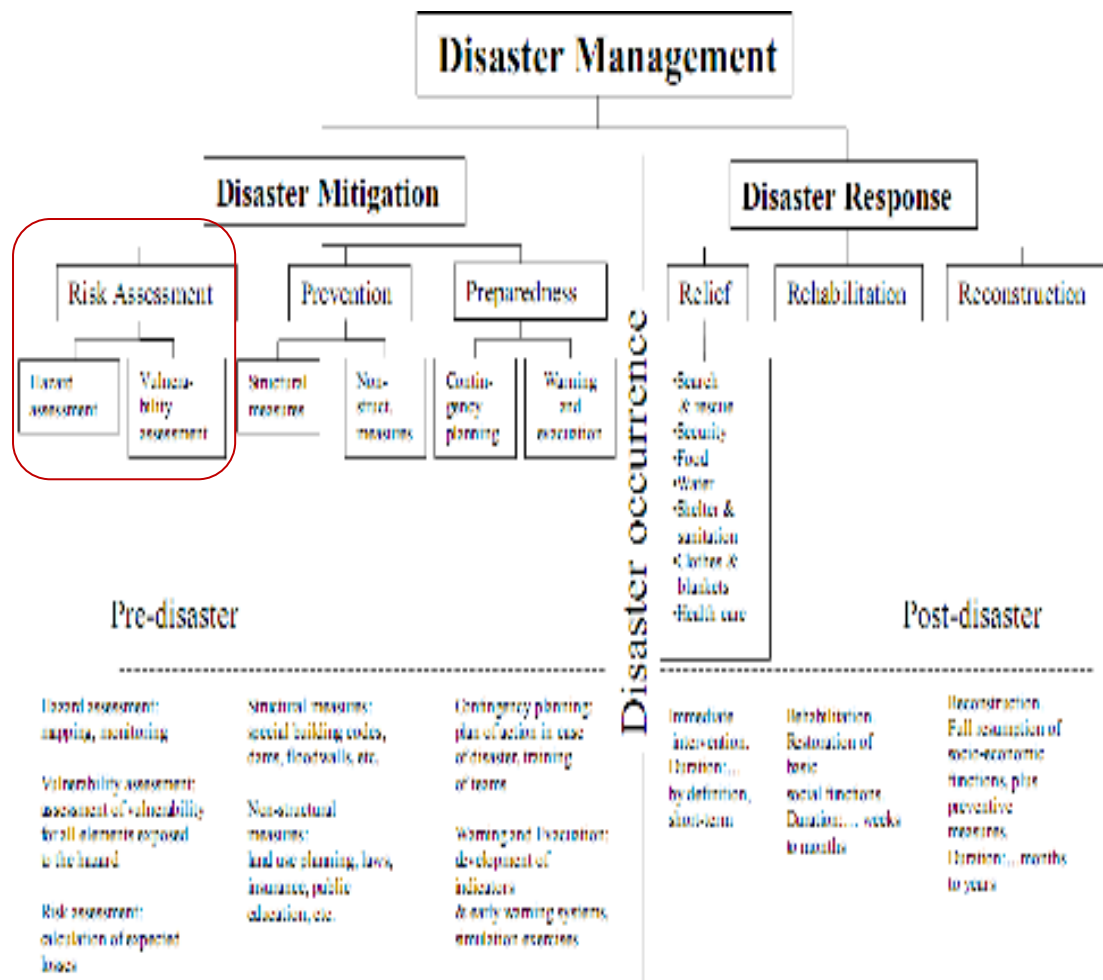 Disaster Management
Disaster Mitigation
Disaster Response
Risk Assessment
Prevention
Preparedness
Relief
Rehabilitation
Reconstruction
Hazard
assessment
Vulnera-
bility
assessment
Structural
measures
Non-
struct.
measures
Contin-
gency
planning
Warning
and
evacuation
Disaster occurrence
•Search
& rescue
•Security
•Food
•Water
•Shelter &
sanitation
•Clothes &
blankets
•Health care
Pre-disaster
Post-disaster
Hazard assessment:
mapping, monitoring
Vulnerability assessment:
assessment of vulnerability
for all elements exposed
to the hazard
Risk assessment:
calculation of expected
losses
Structural measures:
special building codes,
dams, floodwalls, etc.
Non-structural
measures:
land use planning, laws,
insurance, public
education, etc.
Contingency planning:
plan of action in case
of disaster, training
of teams
Warning and Evacuation:
development of
indicators
& early warning systems,
simulation exercises
Immediate
intervention.
Duration:...
by definition,
short-term
Rehabilitation
Restoration of
basic
social functions
Duration:... weeks
to months
Reconstruction
Full resumption of
socio-economic
functions, plus
preventive
measures.
Duration:...months
to years